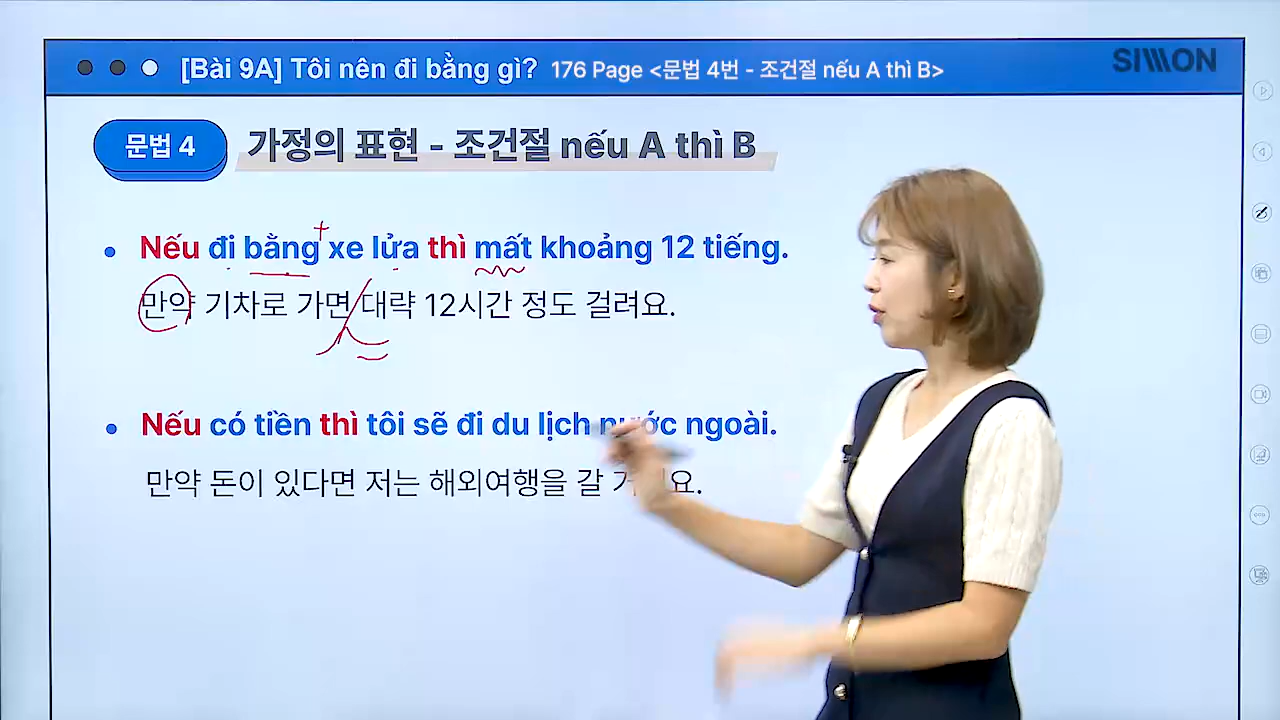 [Bài 9A] Tôi nên đi bằng gì? 176 Page <문법 4번 - 조건절 nếu A thì B>
SIWON
문법 4
가정의 표현 - 조건절 nếu A thì B
Nếu đi bằng xe lửa thì mất khoảng 12 tiếng.
만약 기차로 가면 대략 12시간 정도 걸려요.
Nếu có tiền thì tôi sẽ đi du lịch nước ngoài.
만약 돈이 있다면 저는 해외여행을 갈